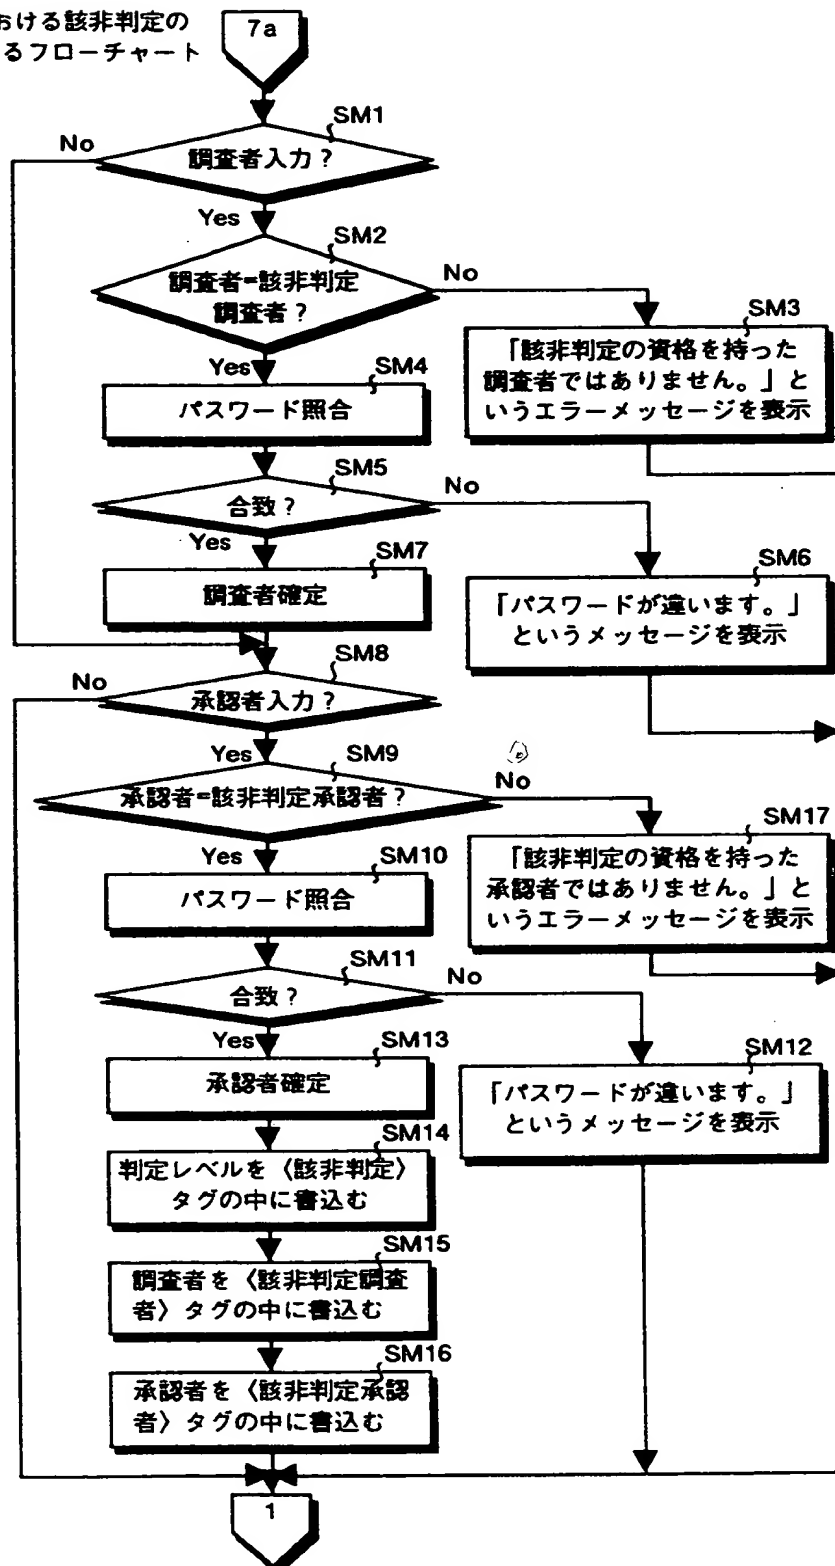 おける該非判定の
るフローチャート
7a
SM1
No
調査者入力？
Yes
SM2
No
調査者=該非判定
調査者？
SM3
「該非判定の資格を持った
調査者ではありません。」と
いうエラーメッセージを表示
Yes
SM4
パスワード照合
SM5
No
合致？
Yes
SM7
調査者確定
SM6
「パスワードが違います。」
というメッセージを表示
SM8
No
承認者入力？
Yes
SM9
No
承認者=該非判定承認者？
SM17
「該非判定の資格を持った
承認者ではありません。」と
いうエラーメッセージを表示
Yes
SM10
パスワード照合
SM11
No
合致？
Yes
SM13
承認者確定
SM12
「パスワードが違います。」
というメッセージを表示
SM14
判定レベルを〈該非判定〉
タグの中に書込む
SM15
調査者を〈該非判定調査
者〉タグの中に書込む
SM16
承認者を〈該非判定承認
者〉タグの中に書込む
1